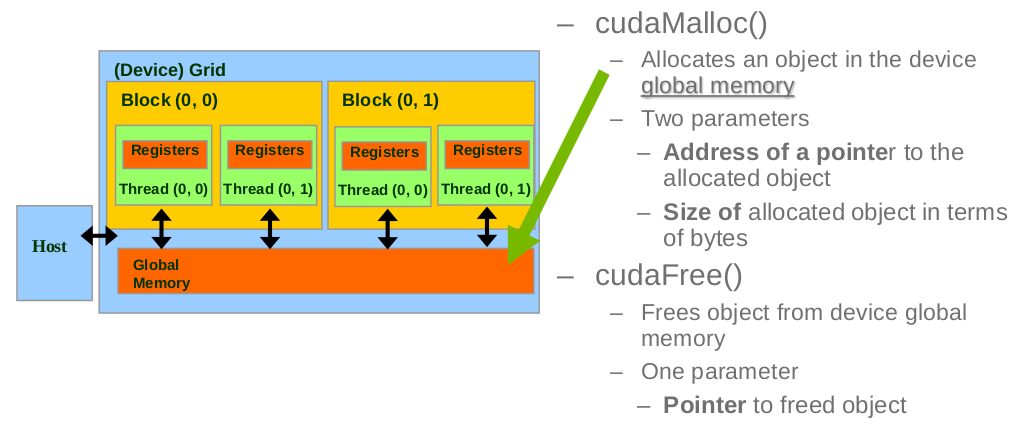 (Device) Grid
Block (0, 0)
Block (0, 1)
Registers
Registers
Registers
Registers
Thread (0, 0)
Thread (0, 1)
Thread (0, 0)
Thread (0, 1)
Host
Global
Memory
– cudaMalloc()
– Allocates an object in the device
global memory
– Two parameters
– Address of a pointer to the
allocated object
– Size of allocated object in terms
of bytes
– cudaFree()
– Frees object from device global
memory
– One parameter
– Pointer to freed object